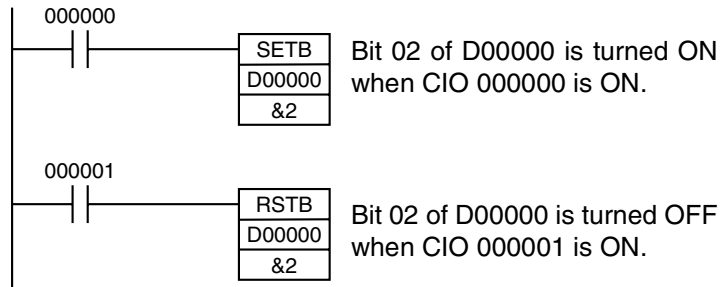 000000
SETB
D00000
&2
Bit 02 of D00000 is turned ON
when CIO 000000 is ON.
000001
RSTB
D00000
&2
Bit 02 of D00000 is turned OFF
when CIO 000001 is ON.